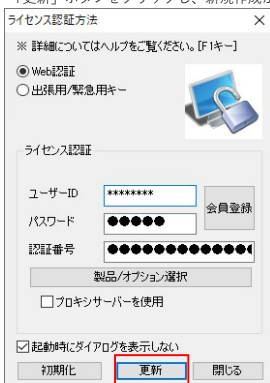 ライセンス認証方法
※ 詳細についてはヘルプをご覧ください。[F1キー]
Web認証
出張用/緊急用キー
ライセンス認証
ユーザーID ********
会員登録
パスワード ●●●●●
認証番号 ●●●●●●●●●●●●●
製品/オプション選択
プロキシサーバーを使用
起動時にダイアログを表示しない
初期化 更新 閉じる